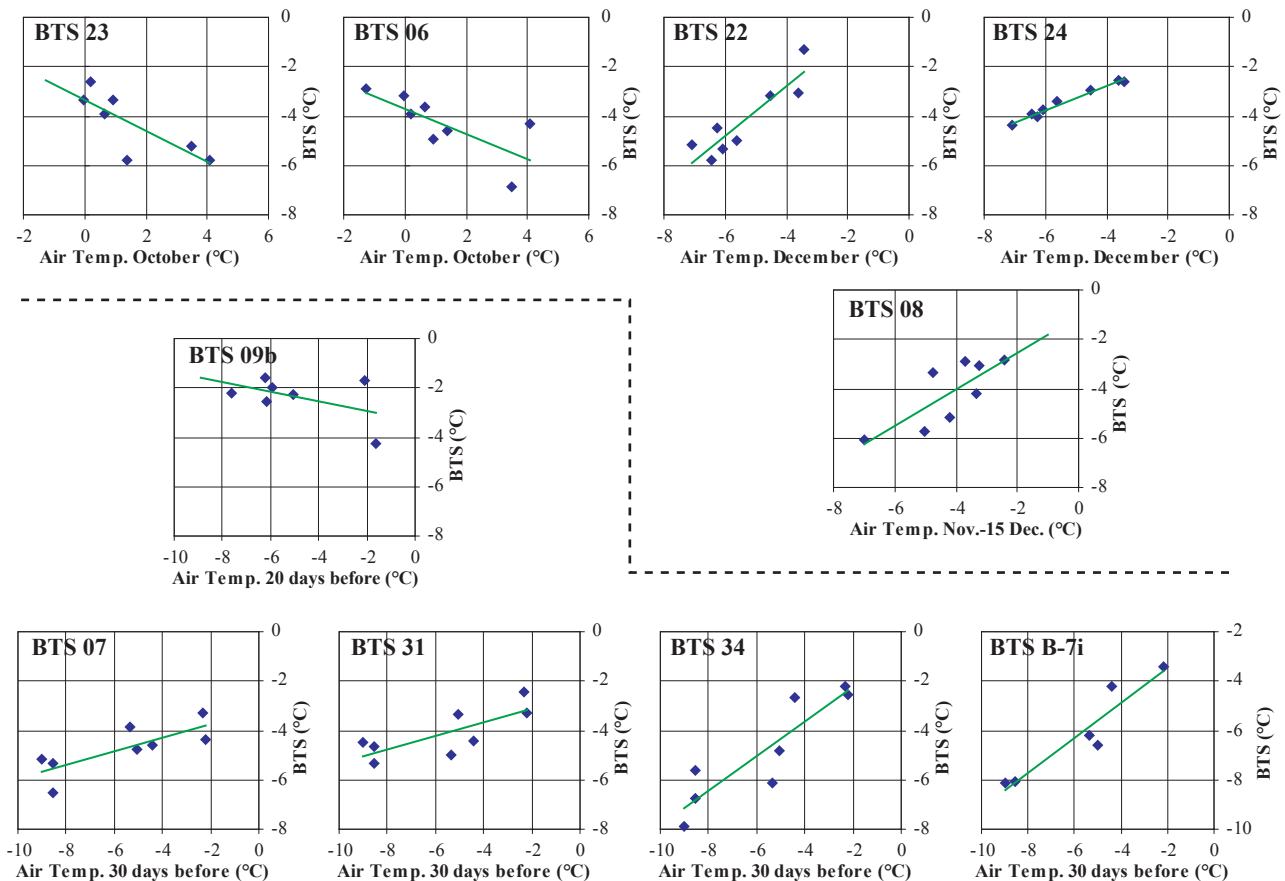 BTS 23
0
-2
-4
-6
-8
BTS (°C)
-2 0 2 4 6
Air Temp. October (°C)
BTS 06
0
-2
-4
-6
-8
BTS (°C)
-2 0 2 4 6
Air Temp. October (°C)
BTS 22
0
-2
-4
-6
-8
BTS (°C)
-8 -6 -4 -2 0
Air Temp. December (°C)
BTS 24
0
-2
-4
-6
-8
BTS (°C)
-8 -6 -4 -2 0
Air Temp. December (°C)
BTS 09b
0
-2
-4
-6
-8
BTS (°C)
-10 -8 -6 -4 -2 0
Air Temp. 20 days before (°C)
BTS 08
0
-2
-4
-6
-8
BTS (°C)
-8 -6 -4 -2 0
Air Temp. Nov.-15 Dec. (°C)
BTS 07
0
-2
-4
-6
-8
BTS (°C)
-10 -8 -6 -4 -2 0
Air Temp. 30 days before (°C)
BTS 31
0
-2
-4
-6
-8
BTS (°C)
-10 -8 -6 -4 -2 0
Air Temp. 30 days before (°C)
BTS 34
0
-2
-4
-6
-8
BTS (°C)
-10 -8 -6 -4 -2 0
Air Temp. 30 days before (°C)
BTS B-7i
-2
-4
-6
-8
-10
BTS (°C)
-10 -8 -6 -4 -2 0
Air Temp. 30 days before (°C)